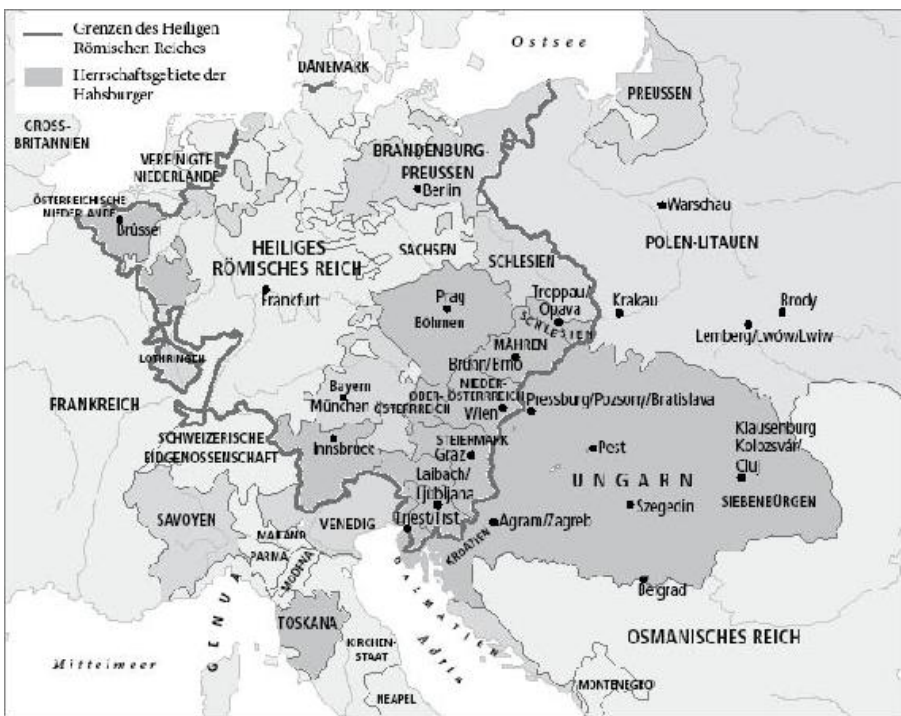 Grenzen des Heiligen
Römischen Reiches
Herrschaftsgebiete der
Habsburger
Ostsee
DÄNEMARK
PREUSSEN
GROSS-
BRITANNIEN
VEREINIGTE
NIEDERLANDE
BRANDENBURG-
PREUSSEN
Berlin
ÖSTERREICHISCHE
NIEDERLANDE
Brüssel
Warschau
POLEN-LITAUEN
HEILIGES
RÖMISCHES REICH
SACHSEN
SCHLESIEN
Frankfurt
Prag
Böhmen
Troppau/
Opava
SCHLESIEN
Krakau
Brody
Lemberg/Lwów/Lwiw
LOTHRINGEN
MÄHREN
Brünn/Brno
FRANKREICH
Bayern
München
OBER-
ÖSTERREICH
NIEDER-
ÖSTERREICH
Wien
Pressburg/Pozsony/Bratislava
SCHWEIZERISCHE
EIDGENOSSENSCHAFT
Innsbruck
STEIERMARK
Graz
Pest
Klausenburg
Kolozsvár/
Cluj
UNGARN
SIEBENBÜRGEN
Laibach/
Ljubljana
Szegedin
SAVOYEN
MAILAND
VENEDIG
Triest/Trst
Agram/Zagreb
KROATIEN
PARMA
MODENA
GENUA
DALMATIEN
Belgrad
TOSKANA
Adria
OSMANISCHES REICH
Mittelmeer
KIRCHEN-
STAAT
MONTENEGRO
NEAPEL